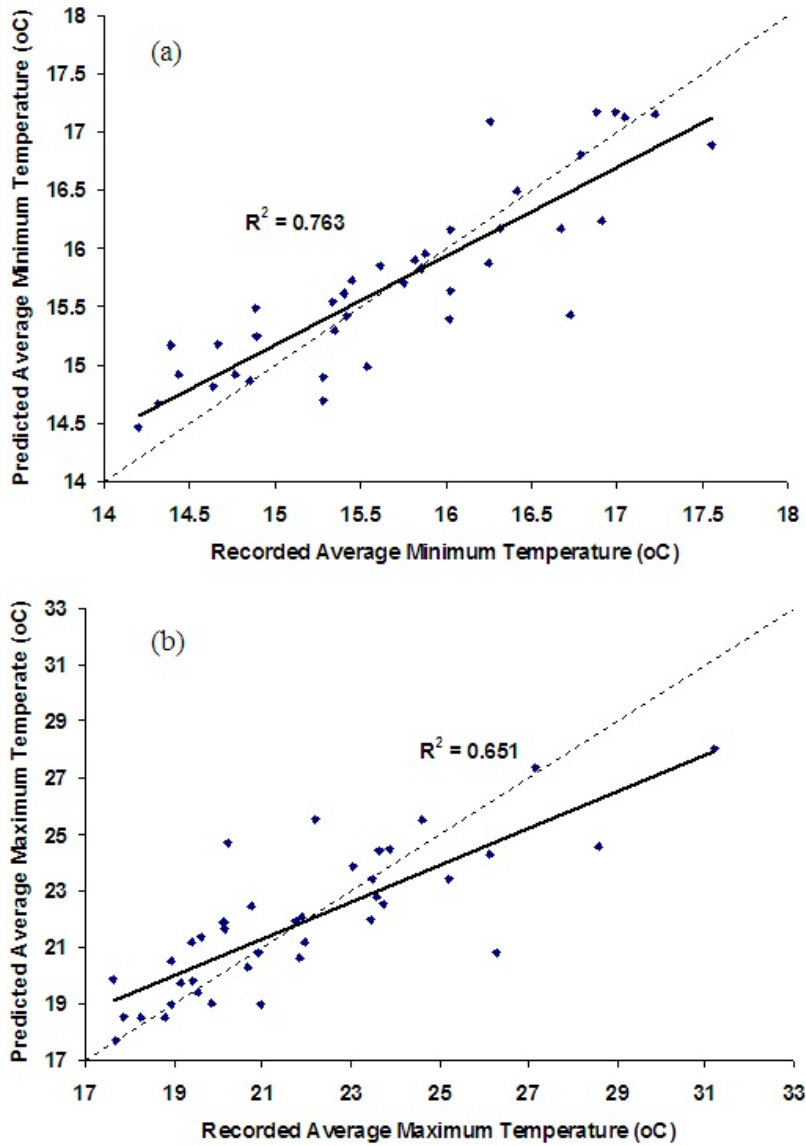 (a)
Predicted Average Minimum Temperature (oC)
18
17.5
17
16.5
16
15.5
15
14.5
14
R² = 0.763
14 14.5 15 15.5 16 16.5 17 17.5 18
Recorded Average Minimum Temperature (oC)
(b)
Predicted Average Maximum Temperate (oC)
33
31
29
27
25
23
21
19
17
R² = 0.651
17 19 21 23 25 27 29 31 33
Recorded Average Maximum Temperature (oC)